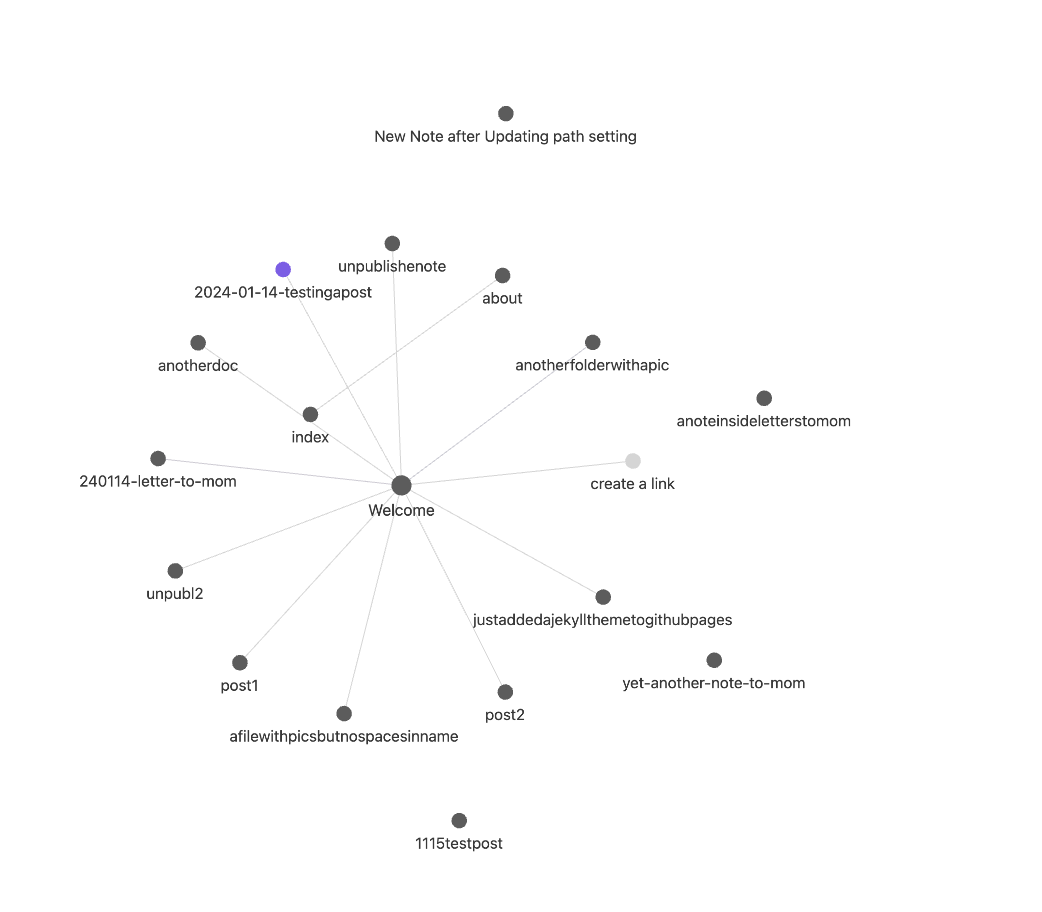 New Note after Updating path setting
unpublishenote
2024-01-14-testingapost
about
anotherdoc
anotherfolderwithapic
anoteinsideletterstomom
index
240114-letter-to-mom
create a link
Welcome
unpubl2
justaddedajekyllthemetogithubpages
post1
yet-another-note-to-mom
post2
afilewithpicsbutnospacesinname
1115testpost